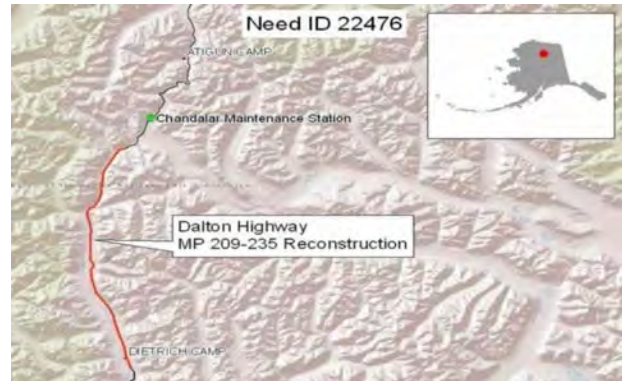 Need ID 22476
ATIGUN CAMP
Chandalar Maintenance Station
Dalton Highway
MP 209-235 Reconstruction
DIETRICH CAMP